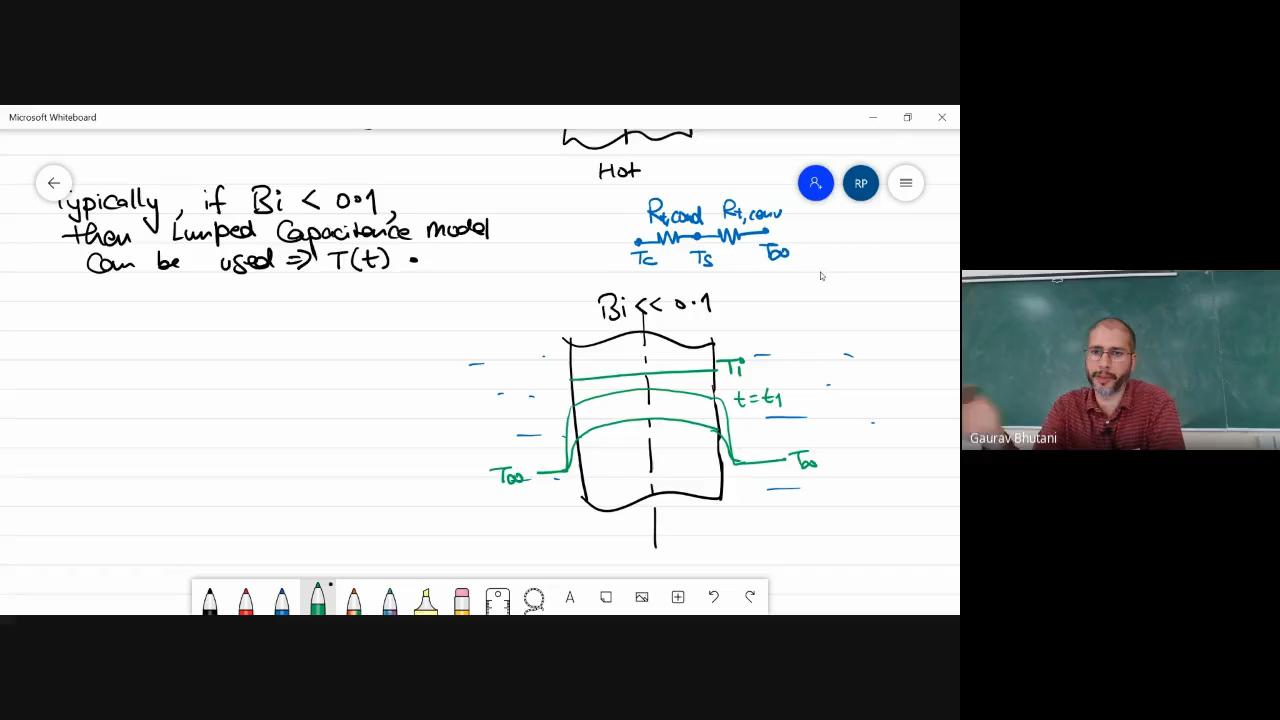 Microsoft Whiteboard
Hot
RP
Typically, if Bi < 0.1,
then Lumped Capacitance model
can be used => T(t).
Rt,cond Rt,conv
Tc Ts T∞
Bi << 0.1
Ti
t=t1
T∞ T∞
A
Gaurav Bhutani